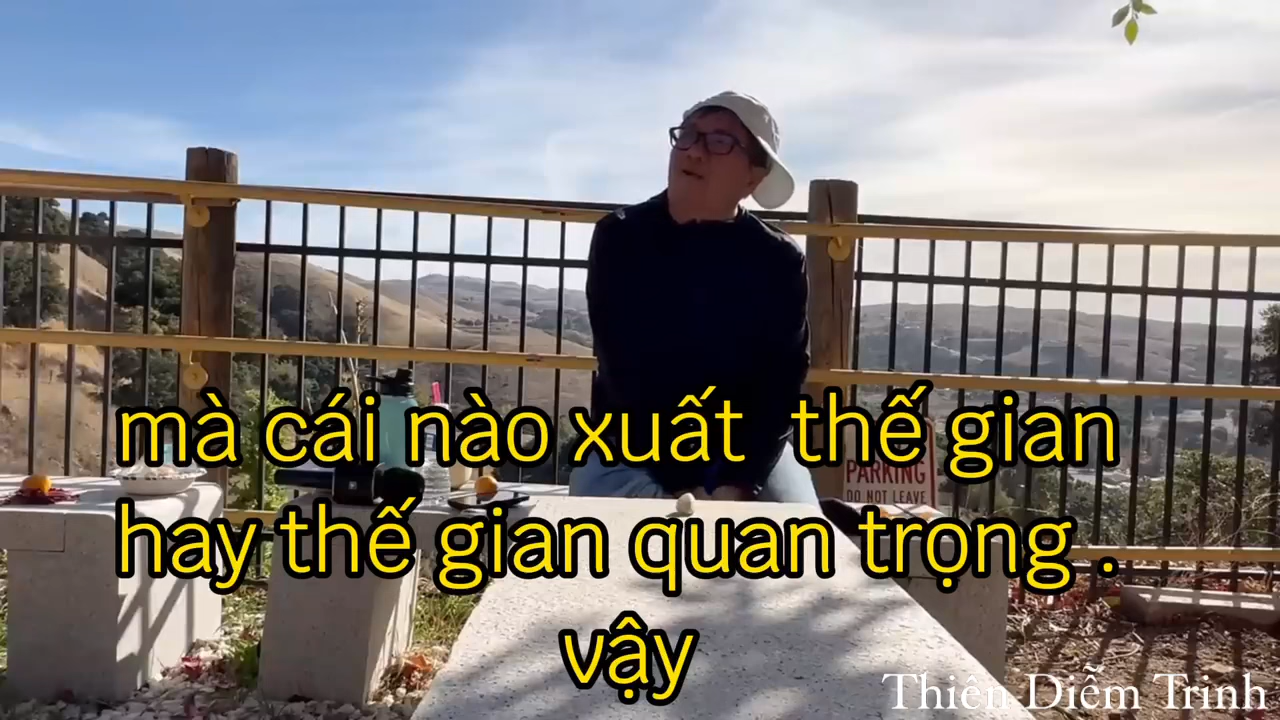 mà cái nào xuất thế gian
hay thế gian quan trọng .
vậy
PARKING
DO NOT LEAVE
Thiên Diễm Trinh